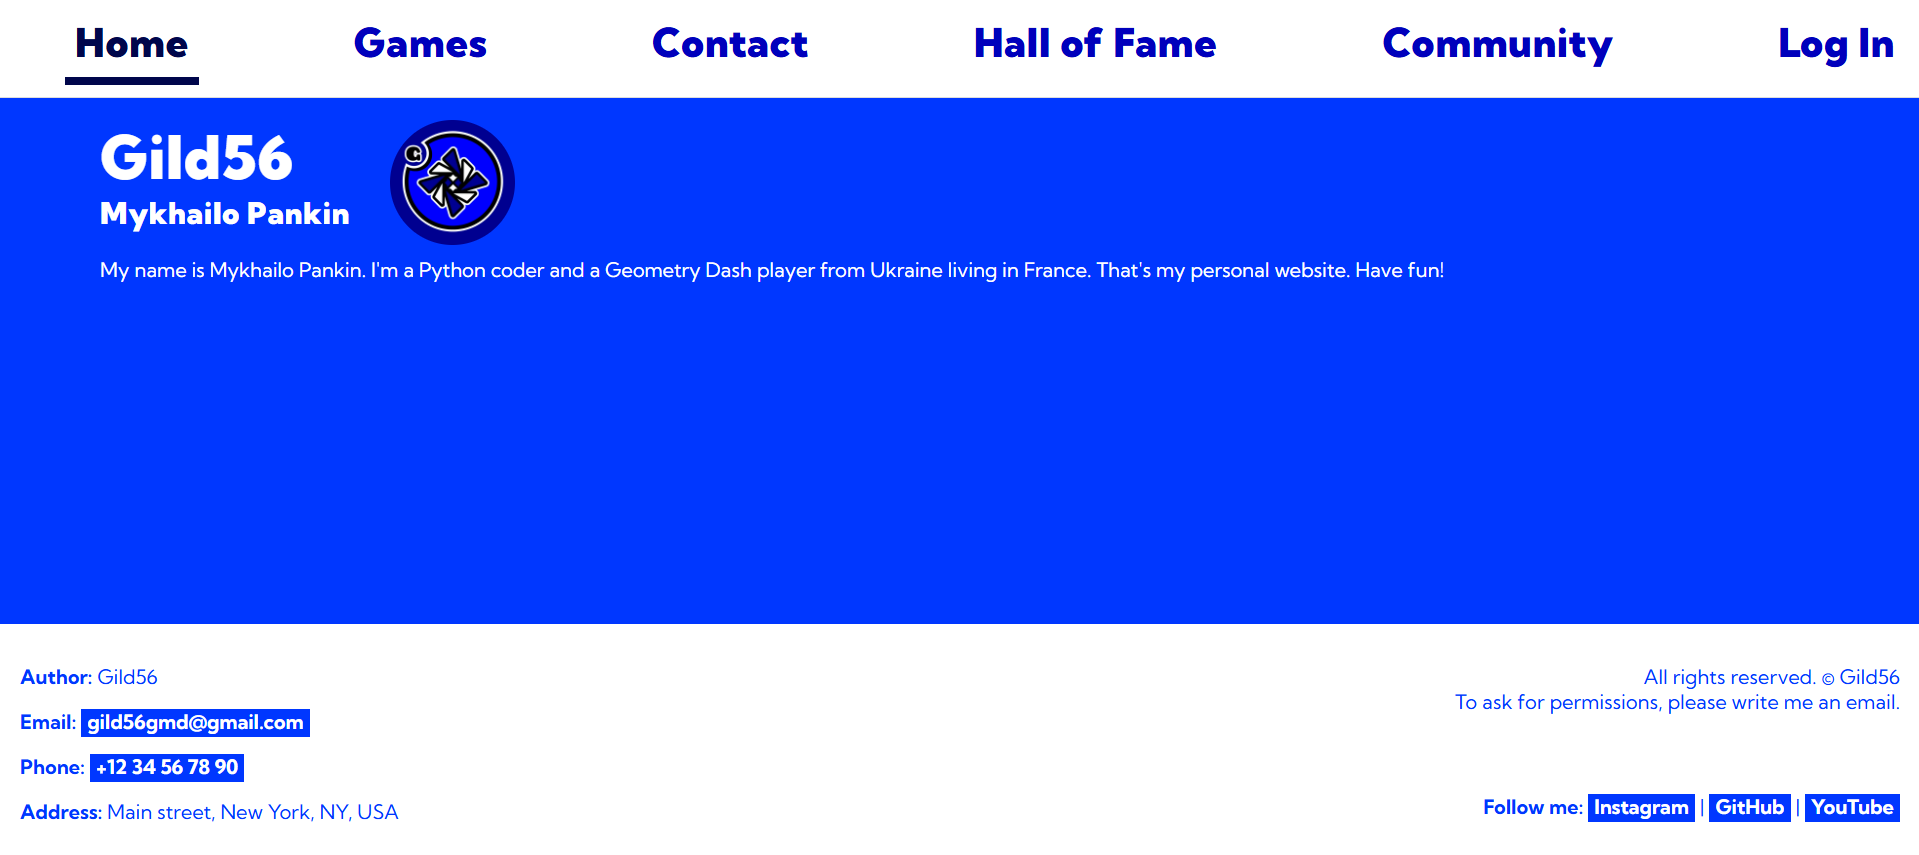 Home Games Contact Hall of Fame Community Log In
Gild56
G
Mykhailo Pankin
My name is Mykhailo Pankin. I'm a Python coder and a Geometry Dash player from Ukraine living in France. That's my personal website. Have fun!
Author: Gild56
Email: gild56gmd@gmail.com
Phone: +12 34 56 78 90
Address: Main street, New York, NY, USA
All rights reserved. © Gild56
To ask for permissions, please write me an email.
Follow me: Instagram | GitHub | YouTube